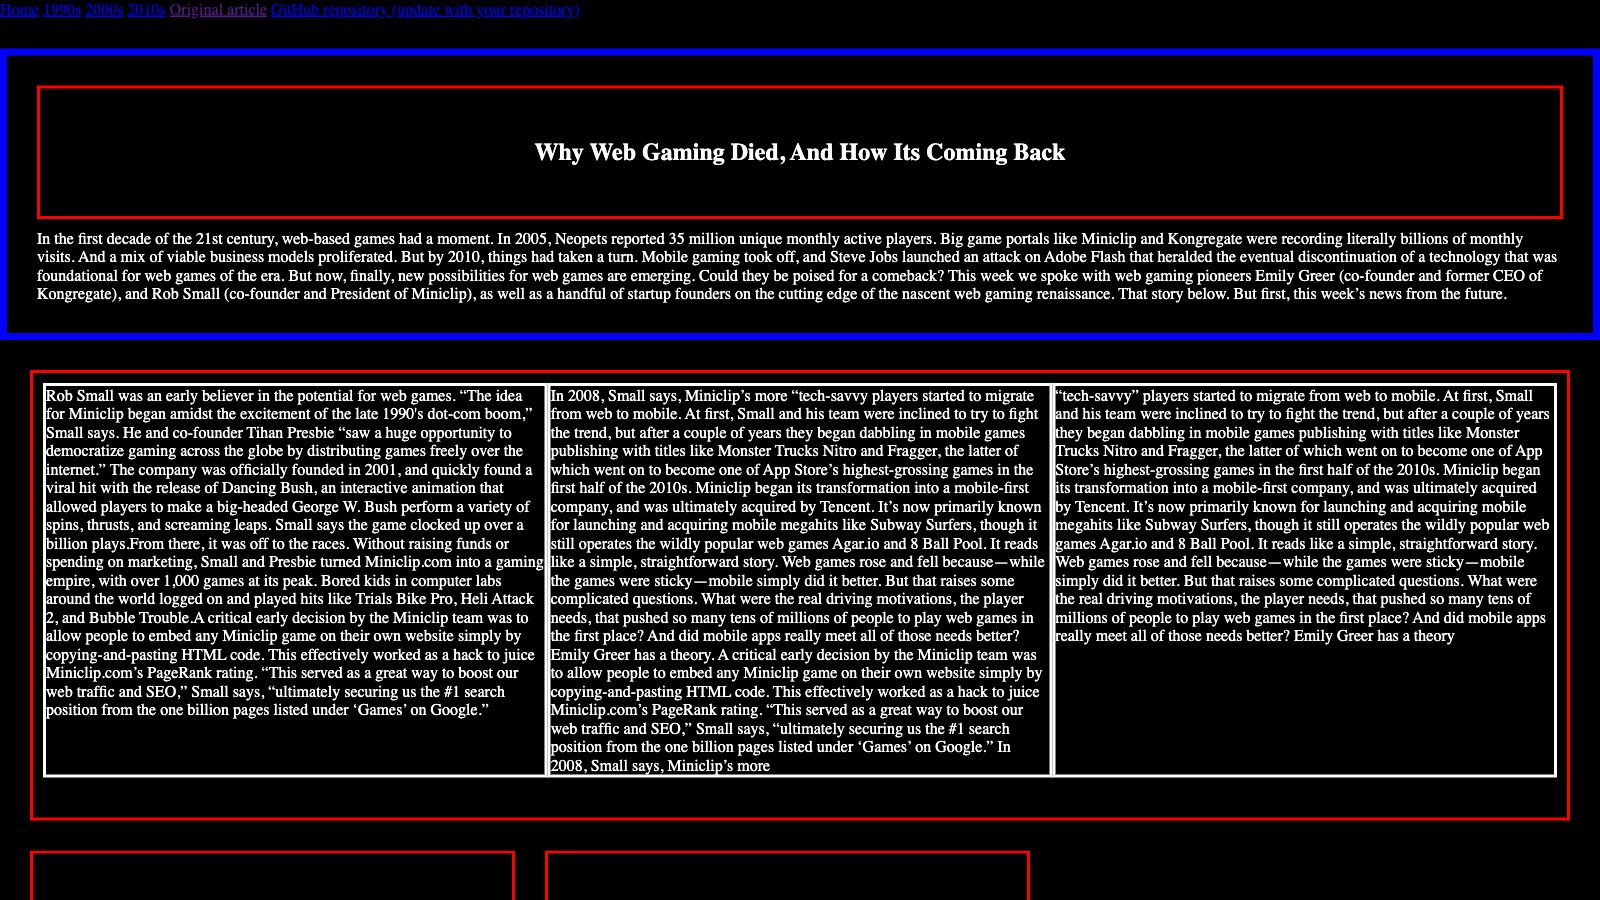 Home 1990s 2000s 2010s Original article GitHub repository (update with your repository)
Why Web Gaming Died, And How Its Coming Back
In the first decade of the 21st century, web-based games had a moment. In 2005, Neopets reported 35 million unique monthly active players. Big game portals like Miniclip and Kongregate were recording literally billions of monthly
visits. And a mix of viable business models proliferated. But by 2010, things had taken a turn. Mobile gaming took off, and Steve Jobs launched an attack on Adobe Flash that heralded the eventual discontinuation of a technology that was
foundational for web games of the era. But now, finally, new possibilities for web games are emerging. Could they be poised for a comeback? This week we spoke with web gaming pioneers Emily Greer (co-founder and former CEO of
Kongregate), and Rob Small (co-founder and President of Miniclip), as well as a handful of startup founders on the cutting edge of the nascent web gaming renaissance. That story below. But first, this week’s news from the future.
Rob Small was an early believer in the potential for web games. “The idea
for Miniclip began amidst the excitement of the late 1990's dot-com boom,”
Small says. He and co-founder Tihan Presbie “saw a huge opportunity to
democratize gaming across the globe by distributing games freely over the
internet.” The company was officially founded in 2001, and quickly found a
viral hit with the release of Dancing Bush, an interactive animation that
allowed players to make a big-headed George W. Bush perform a variety of
spins, thrusts, and screaming leaps. Small says the game clocked up over a
billion plays.From there, it was off to the races. Without raising funds or
spending on marketing, Small and Presbie turned Miniclip.com into a gaming
empire, with over 1,000 games at its peak. Bored kids in computer labs
around the world logged on and played hits like Trials Bike Pro, Heli Attack
2, and Bubble Trouble.A critical early decision by the Miniclip team was to
allow people to embed any Miniclip game on their own website simply by
copying-and-pasting HTML code. This effectively worked as a hack to juice
Miniclip.com’s PageRank rating. “This served as a great way to boost our
web traffic and SEO,” Small says, “ultimately securing us the #1 search
position from the one billion pages listed under ‘Games’ on Google.”
In 2008, Small says, Miniclip’s more “tech-savvy players started to migrate
from web to mobile. At first, Small and his team were inclined to try to fight
the trend, but after a couple of years they began dabbling in mobile games
publishing with titles like Monster Trucks Nitro and Fragger, the latter of
which went on to become one of App Store’s highest-grossing games in the
first half of the 2010s. Miniclip began its transformation into a mobile-first
company, and was ultimately acquired by Tencent. It’s now primarily known
for launching and acquiring mobile megahits like Subway Surfers, though it
still operates the wildly popular web games Agar.io and 8 Ball Pool. It reads
like a simple, straightforward story. Web games rose and fell because—while
the games were sticky—mobile simply did it better. But that raises some
complicated questions. What were the real driving motivations, the player
needs, that pushed so many tens of millions of people to play web games in
the first place? And did mobile apps really meet all of those needs better?
Emily Greer has a theory. A critical early decision by the Miniclip team was
to allow people to embed any Miniclip game on their own website simply by
copying-and-pasting HTML code. This effectively worked as a hack to juice
Miniclip.com’s PageRank rating. “This served as a great way to boost our
web traffic and SEO,” Small says, “ultimately securing us the #1 search
position from the one billion pages listed under ‘Games’ on Google.” In
2008, Small says, Miniclip’s more
“tech-savvy” players started to migrate from web to mobile. At first, Small
and his team were inclined to try to fight the trend, but after a couple of years
they began dabbling in mobile games publishing with titles like Monster
Trucks Nitro and Fragger, the latter of which went on to become one of App
Store’s highest-grossing games in the first half of the 2010s. Miniclip began
its transformation into a mobile-first company, and was ultimately acquired
by Tencent. It’s now primarily known for launching and acquiring mobile
megahits like Subway Surfers, though it still operates the wildly popular web
games Agar.io and 8 Ball Pool. It reads like a simple, straightforward story.
Web games rose and fell because—while the games were sticky—mobile
simply did it better. But that raises some complicated questions. What were
the real driving motivations, the player needs, that pushed so many tens of
millions of people to play web games in the first place? And did mobile apps
really meet all of those needs better? Emily Greer has a theory